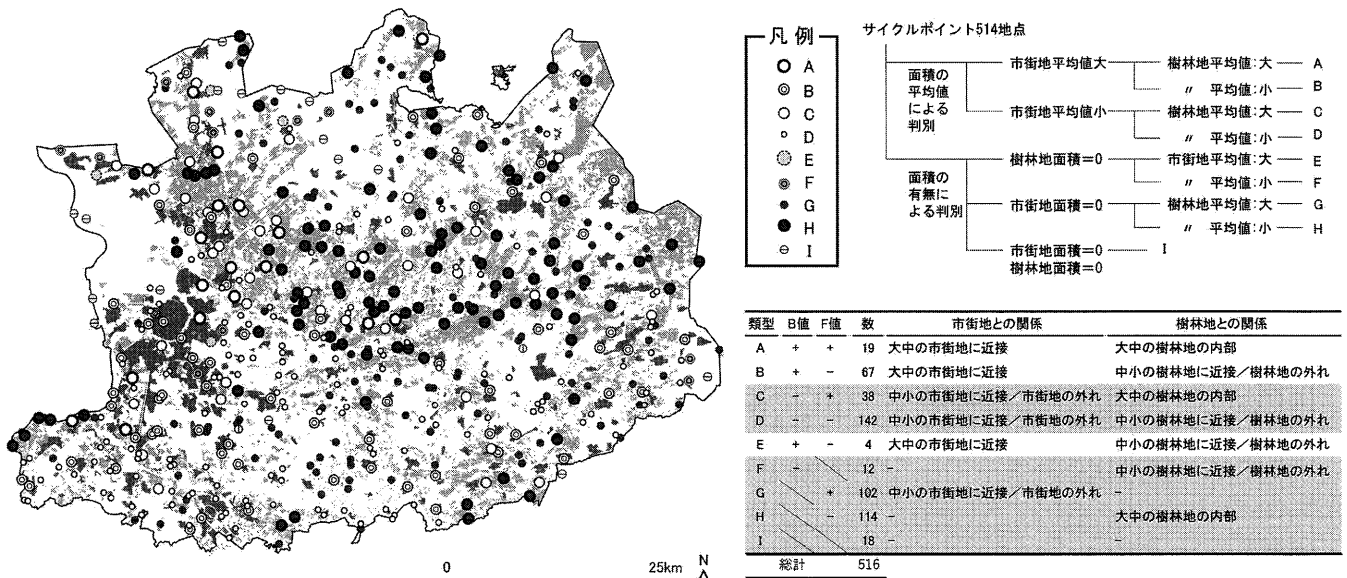 凡例
A
B
C
D
E
F
G
H
I
0 25km N
サイクルポイント514地点
面積の
平均値
による
判別
市街地平均値大
樹林地平均値:大 A
〃 平均値:小 B
市街地平均値小
樹林地平均値:大 C
〃 平均値:小 D
面積の
有無に
よる判別
樹林地面積=0
市街地平均値:大 E
〃 平均値:小 F
市街地面積=0
樹林地平均値:大 G
〃 平均値:小 H
市街地面積=0 I
樹林地面積=0
類型 B値 F値 数 市街地との関係 樹林地との関係
A + + 19 大中の市街地に近接 大中の樹林地の内部
B + - 67 大中の市街地に近接 中小の樹林地に近接/樹林地の外れ
C - + 38 中小の市街地に近接/市街地の外れ 大中の樹林地の内部
D - - 142 中小の市街地に近接/市街地の外れ 中小の樹林地に近接/樹林地の外れ
E + - 4 大中の市街地に近接 中小の樹林地に近接/樹林地の外れ
F - 12 - 中小の樹林地に近接/樹林地の外れ
G + 102 中小の市街地に近接/市街地の外れ -
H - 114 - 大中の樹林地の内部
I 18 - -
総計 516